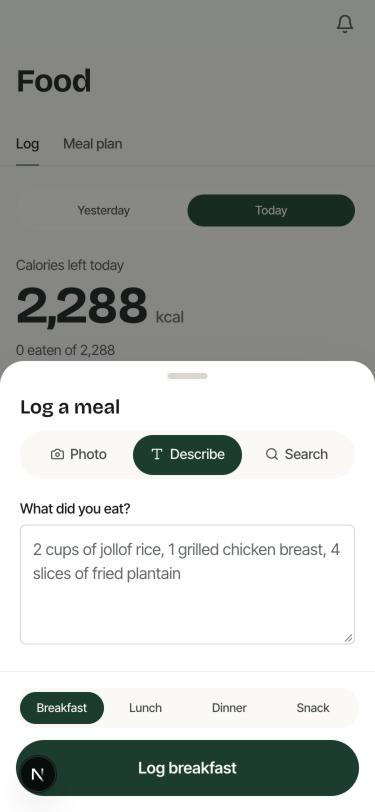 Food
Log Meal plan
Yesterday Today
Calories left today
2,288 kcal
0 eaten of 2,288
Log a meal
Photo Describe Search
What did you eat?
2 cups of jollof rice, 1 grilled chicken breast, 4
slices of fried plantain
Breakfast Lunch Dinner Snack
N Log breakfast